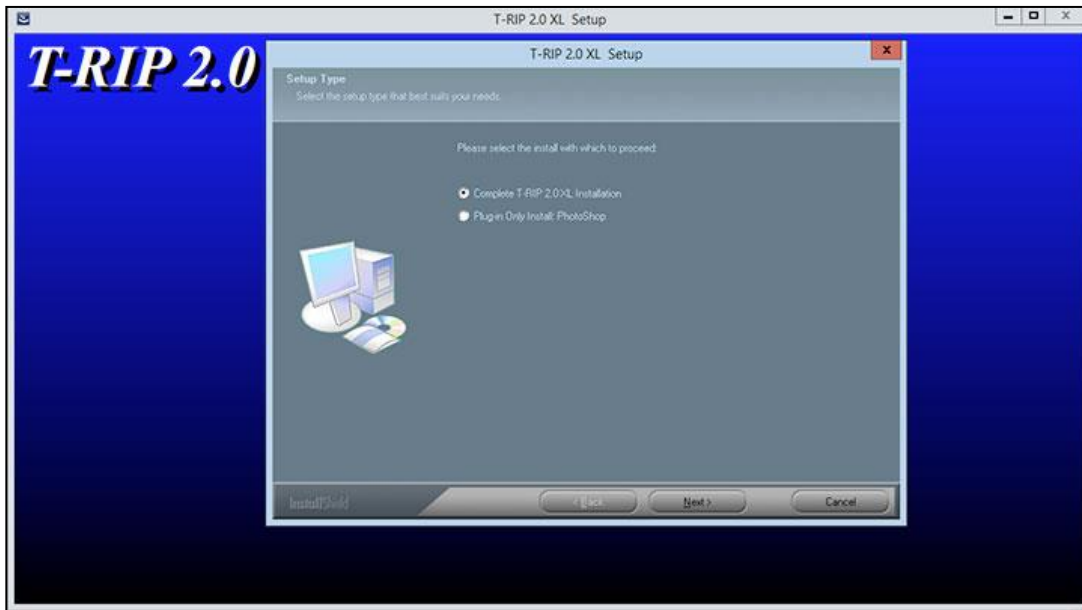 T-RIP 2.0 XL Setup
T-RIP 2.0
T-RIP 2.0 XL Setup
Setup Type
Select the setup type that best suits your needs.
Please select the install with which to proceed:
Complete T-RIP 2.0 XL Installation
Plug-in Only Install: PhotoShop
InstallShield
< Back
Next >
Cancel